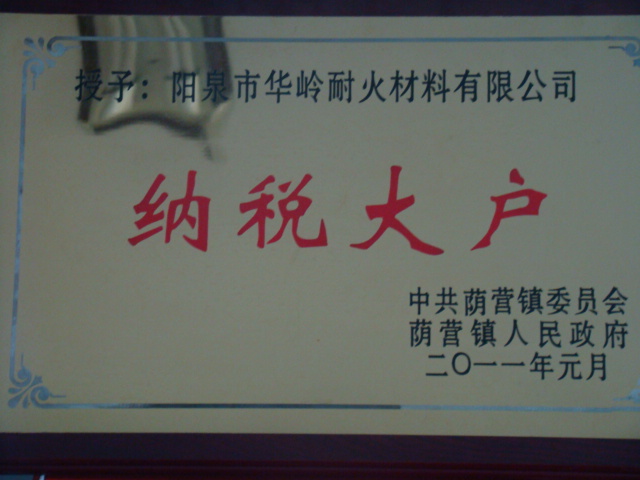 授予：阳泉市华岭耐火材料有限公司
纳税大户
中共荫营镇委员会
荫营镇人民政府
二〇一一年元月